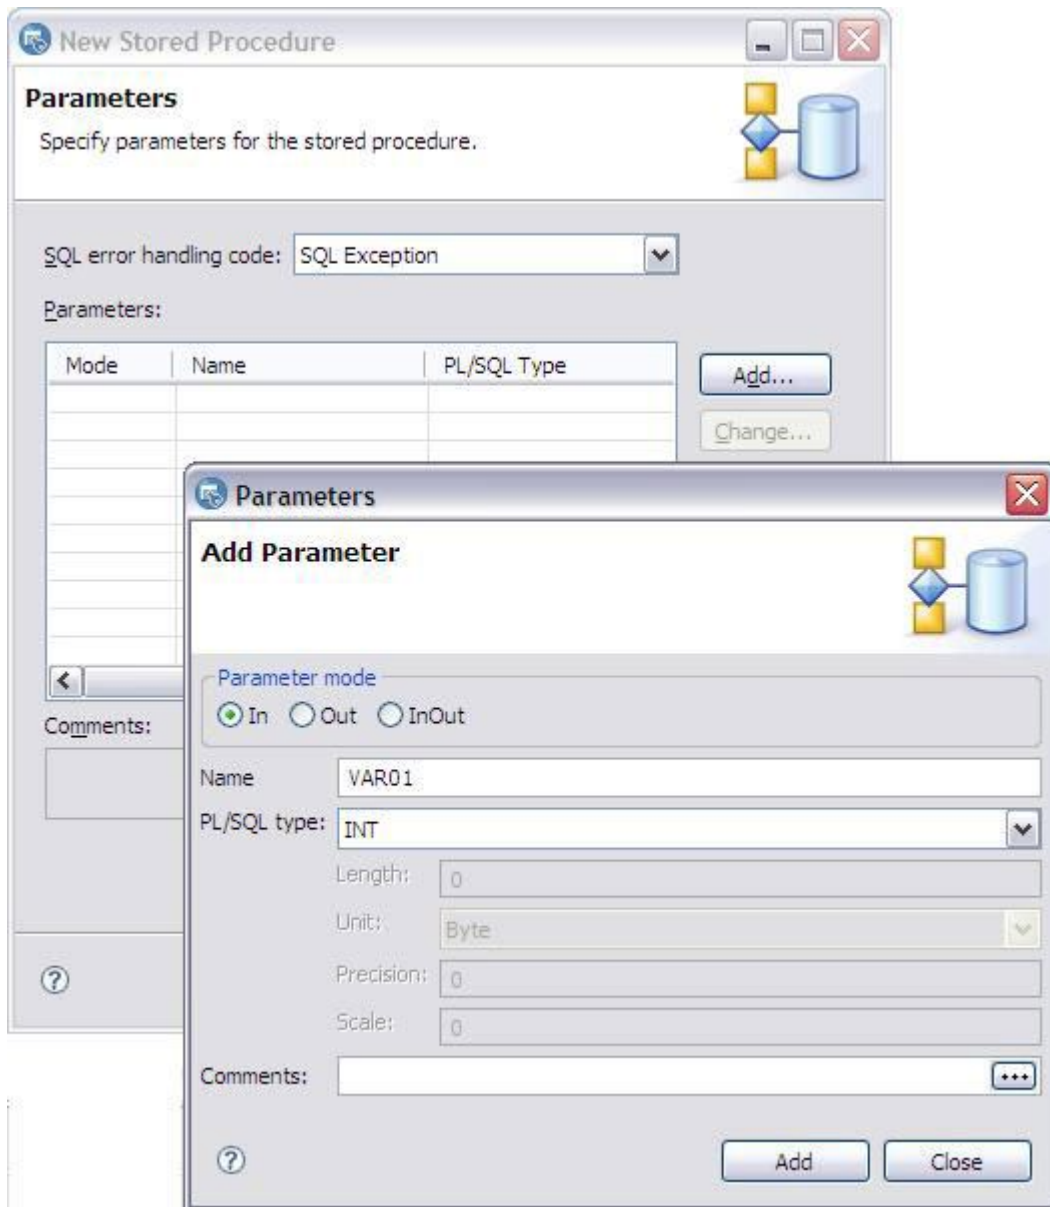 New Stored Procedure
Parameters
Specify parameters for the stored procedure.
SQL error handling code: SQL Exception
Parameters:
Mode Name PL/SQL Type
Add...
Change...
Comments:
Parameters
Add Parameter
Parameter mode
In Out InOut
Name VAR01
PL/SQL type: INT
Length: 0
Unit: Byte
Precision: 0
Scale: 0
Comments: ...
? 
? Add Close